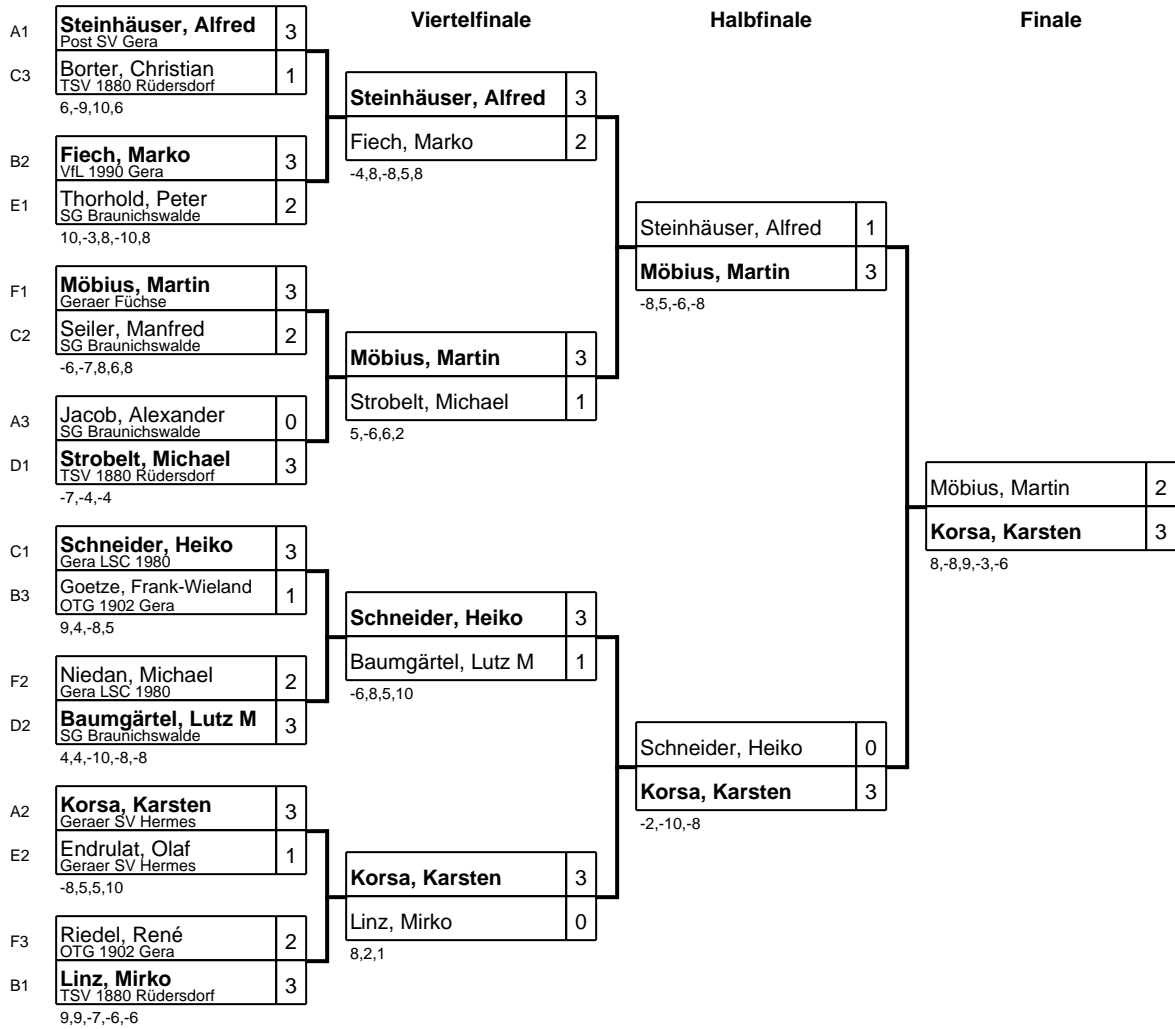 Viertelfinale
Halbfinale
Finale
A1
Steinhäuser, Alfred
3
Post SV Gera
C3
Borter, Christian
1
TSV 1880 Rüdersdorf
6,-9,10,6
B2
Fiech, Marko
3
VfL 1990 Gera
E1
Thorhold, Peter
2
SG Braunichswalde
10,-3,8,-10,8
F1
Möbius, Martin
3
Geraer Füchse
C2
Seiler, Manfred
2
SG Braunichswalde
-6,-7,8,6,8
A3
Jacob, Alexander
0
SG Braunichswalde
D1
Strobelt, Michael
3
TSV 1880 Rüdersdorf
-7,-4,-4
C1
Schneider, Heiko
3
Gera LSC 1980
B3
Goetze, Frank-Wieland
1
OTG 1902 Gera
9,4,-8,5
F2
Niedan, Michael
2
Gera LSC 1980
D2
Baumgärtel, Lutz M
3
SG Braunichswalde
4,4,-10,-8,-8
A2
Korsa, Karsten
3
Geraer SV Hermes
E2
Endrulat, Olaf
1
Geraer SV Hermes
-8,5,5,10
F3
Riedel, René
2
OTG 1902 Gera
B1
Linz, Mirko
3
TSV 1880 Rüdersdorf
9,9,-7,-6,-6
Steinhäuser, Alfred
3
Fiech, Marko
2
-4,8,-8,5,8
Möbius, Martin
3
Strobelt, Michael
1
5,-6,6,2
Schneider, Heiko
3
Baumgärtel, Lutz M
1
-6,8,5,10
Korsa, Karsten
3
Linz, Mirko
0
8,2,1
Steinhäuser, Alfred
1
Möbius, Martin
3
-8,5,-6,-8
Schneider, Heiko
0
Korsa, Karsten
3
-2,-10,-8
Möbius, Martin
2
Korsa, Karsten
3
8,-8,9,-3,-6